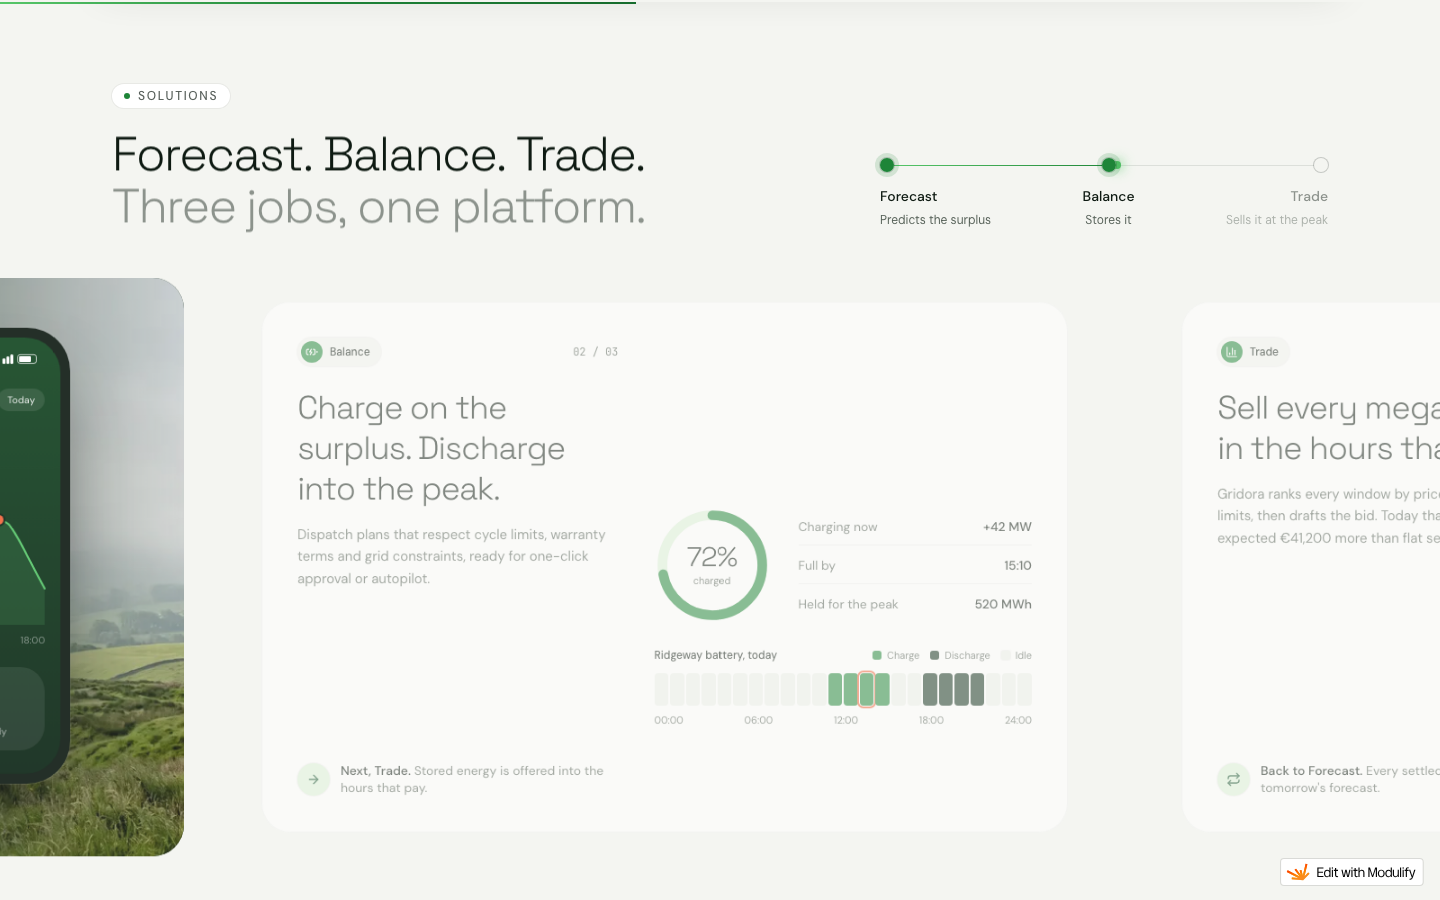 SOLUTIONS
Forecast. Balance. Trade.
Three jobs, one platform.
Forecast
Balance
Trade
Predicts the surplus
Stores it
Sells it at the peak
Today
18:00
Balance
02 / 03
Charge on the
surplus. Discharge
into the peak.
Dispatch plans that respect cycle limits, warranty
terms and grid constraints, ready for one-click
approval or autopilot.
72%
charged
Charging now
+42 MW
Full by
15:10
Held for the peak
520 MWh
Ridgeway battery, today
Charge
Discharge
Idle
00:00
06:00
12:00
18:00
24:00
Next, Trade. Stored energy is offered into the
hours that pay.
Trade
Sell every mega
in the hours tha
Gridora ranks every window by pric
limits, then drafts the bid. Today tha
expected €41,200 more than flat se
Back to Forecast. Every settled
tomorrow's forecast.
Edit with Modulify